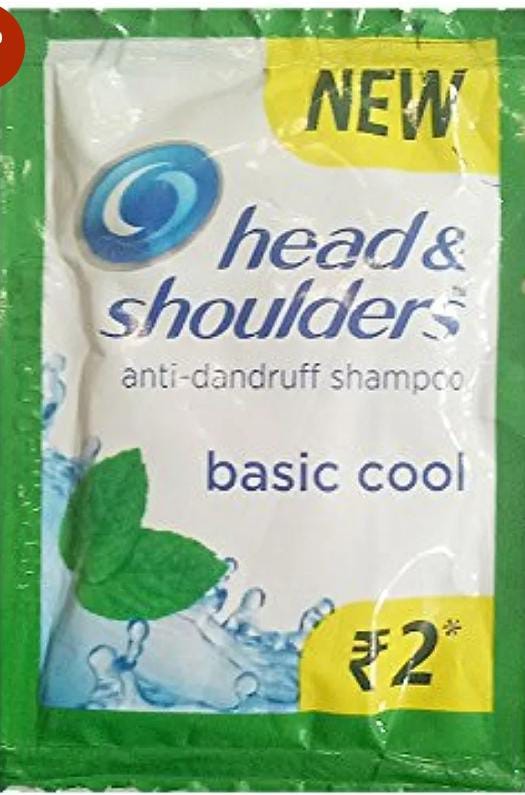 NEW
head &
shoulders
anti-dandruff shampoo
basic cool
₹2*